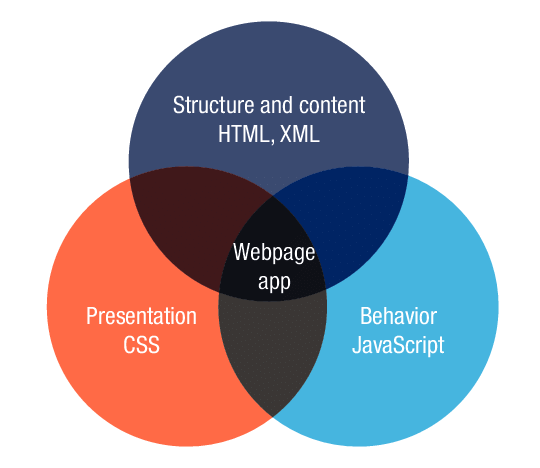 Structure and content
HTML, XML
Webpage
app
Presentation
CSS
Behavior
JavaScript